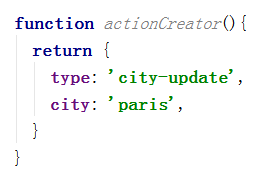 function actionCreator(){
  return {
    type: 'city-update',
    city: 'paris',
  }
}